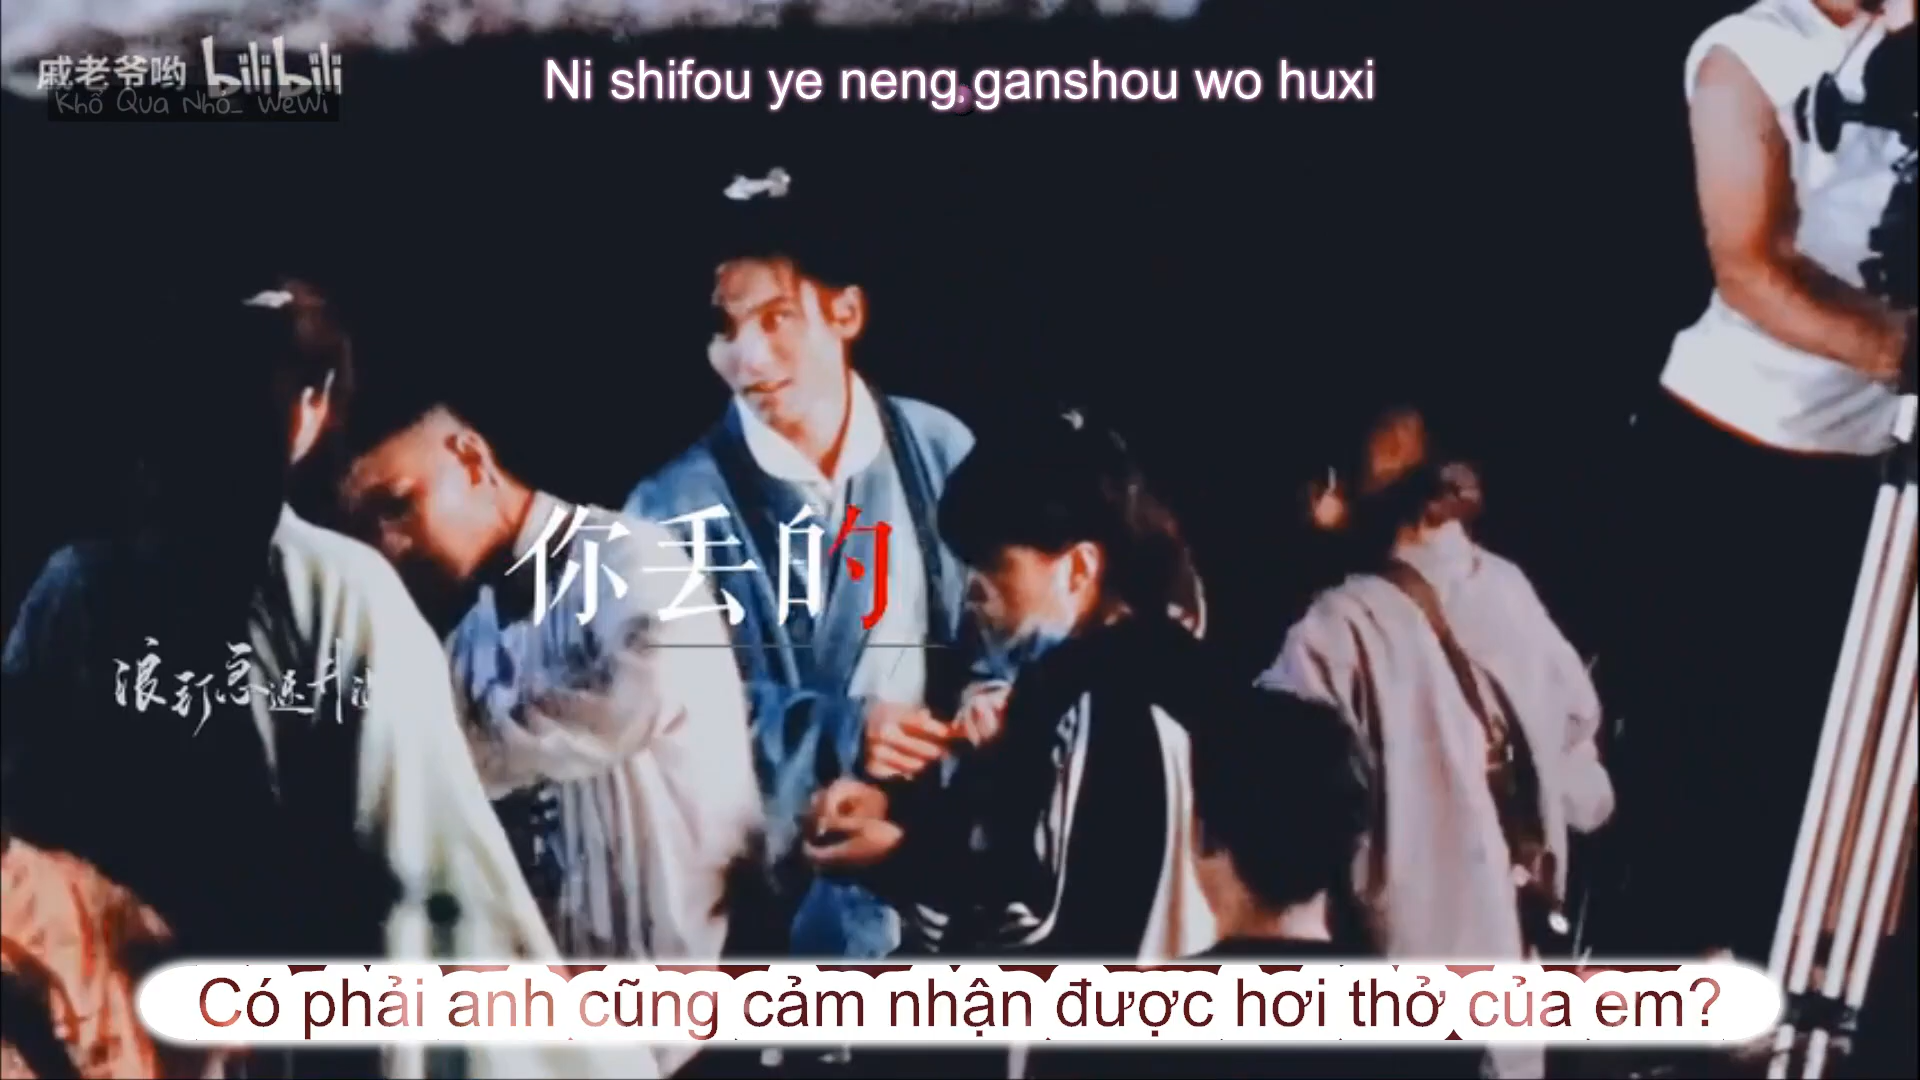 戚老爷哟 bilibili
Khổ Qua Nhỏ_ WeWi
Ni shifou ye neng ganshou wo huxi
你丢的
Có phải anh cũng cảm nhận được hơi thở của em?